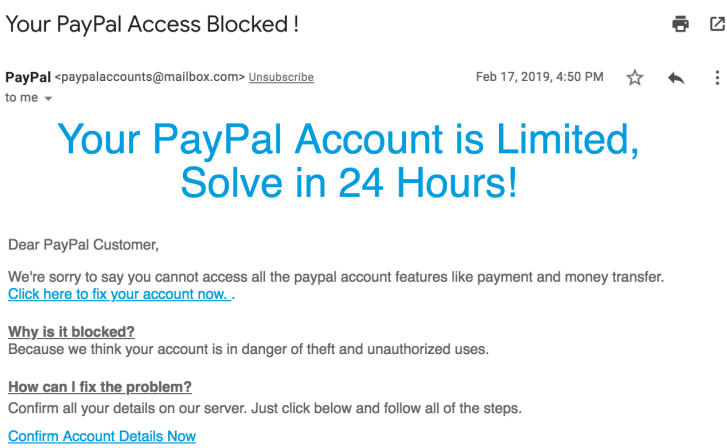 Your PayPal Access Blocked !
PayPal <paypalaccounts@mailbox.com> Unsubscribe Feb 17, 2019, 4:50 PM
to me
Your PayPal Account is Limited,
Solve in 24 Hours!
Dear PayPal Customer,
We're sorry to say you cannot access all the paypal account features like payment and money transfer.
Click here to fix your account now. .
Why is it blocked?
Because we think your account is in danger of theft and unauthorized uses.
How can I fix the problem?
Confirm all your details on our server. Just click below and follow all of the steps.
Confirm Account Details Now